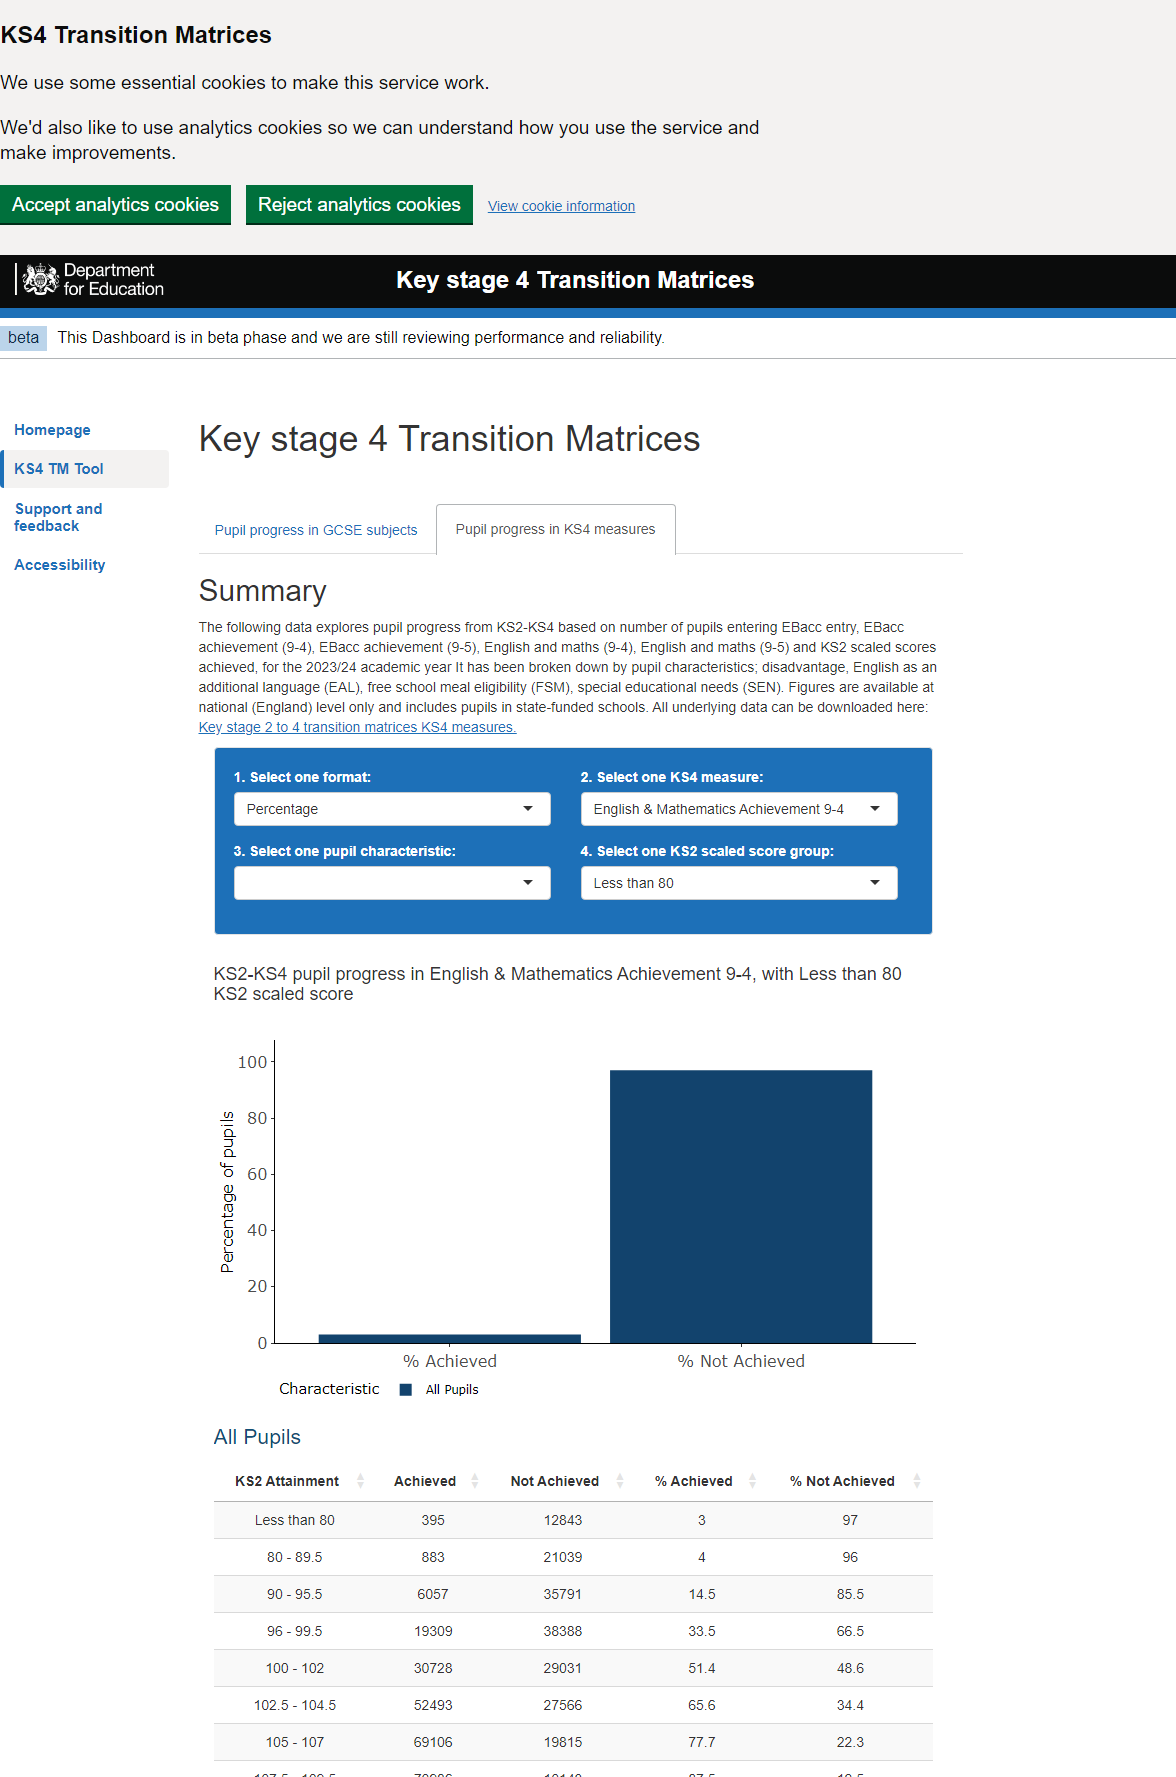 KS4 Transition Matrices
We use some essential cookies to make this service work.
We'd also like to use analytics cookies so we can understand how you use the service and
make improvements.
Accept analytics cookies Reject analytics cookies View cookie information
Department
for Education
Key stage 4 Transition Matrices
beta This Dashboard is in beta phase and we are still reviewing performance and reliability.
Homepage
KS4 TM Tool
Support and
feedback
Accessibility
Key stage 4 Transition Matrices
Pupil progress in GCSE subjects Pupil progress in KS4 measures
Summary
The following data explores pupil progress from KS2-KS4 based on number of pupils entering EBacc entry, EBacc
achievement (9-4), EBacc achievement (9-5), English and maths (9-4), English and maths (9-5) and KS2 scaled scores
achieved, for the 2023/24 academic year It has been broken down by pupil characteristics; disadvantage, English as an
additional language (EAL), free school meal eligibility (FSM), special educational needs (SEN). Figures are available at
national (England) level only and includes pupils in state-funded schools. All underlying data can be downloaded here:
Key stage 2 to 4 transition matrices KS4 measures.
1. Select one format: 2. Select one KS4 measure:
Percentage English & Mathematics Achievement 9-4
3. Select one pupil characteristic: 4. Select one KS2 scaled score group:
Less than 80
KS2-KS4 pupil progress in English & Mathematics Achievement 9-4, with Less than 80
KS2 scaled score
Percentage of pupils
100
80
60
40
20
0
% Achieved % Not Achieved
Characteristic All Pupils
All Pupils
KS2 Attainment Achieved Not Achieved % Achieved % Not Achieved
Less than 80 395 12843 3 97
80 - 89.5 883 21039 4 96
90 - 95.5 6057 35791 14.5 85.5
96 - 99.5 19309 38388 33.5 66.5
100 - 102 30728 29031 51.4 48.6
102.5 - 104.5 52493 27566 65.6 34.4
105 - 107 69106 19815 77.7 22.3